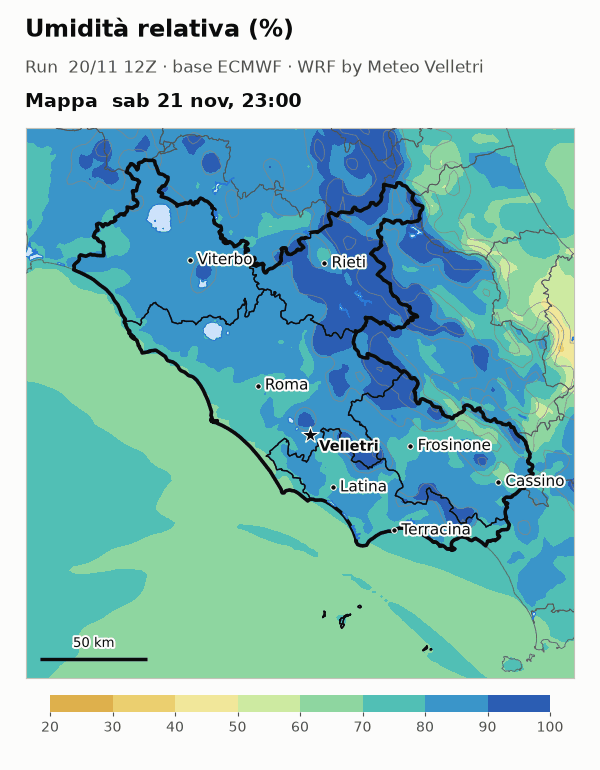 Umidità relativa (%)
Run  20/11 12Z · base ECMWF · WRF by Meteo Velletri
Mappa  sab 21 nov, 23:00
Viterbo
Rieti
Roma
Velletri
Frosinone
Latina
Cassino
Terracina
50 km
20 30 40 50 60 70 80 90 100